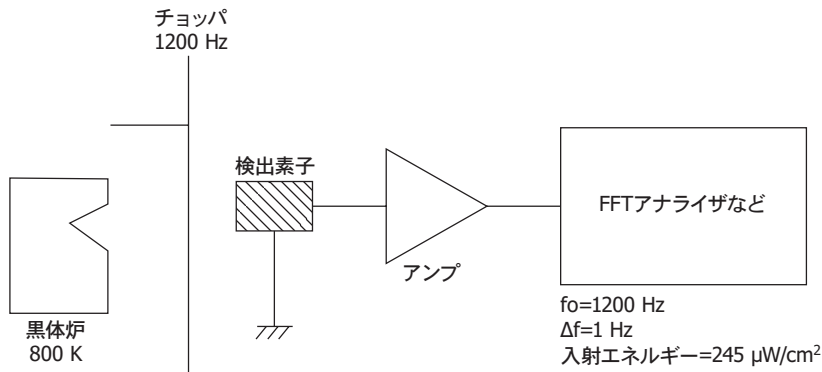 チョッパ
1200 Hz
検出素子
FFTアナライザなど
アンプ
黒体炉
800 K
fo=1200 Hz
Δf=1 Hz
入射エネルギー=245 μW/cm²